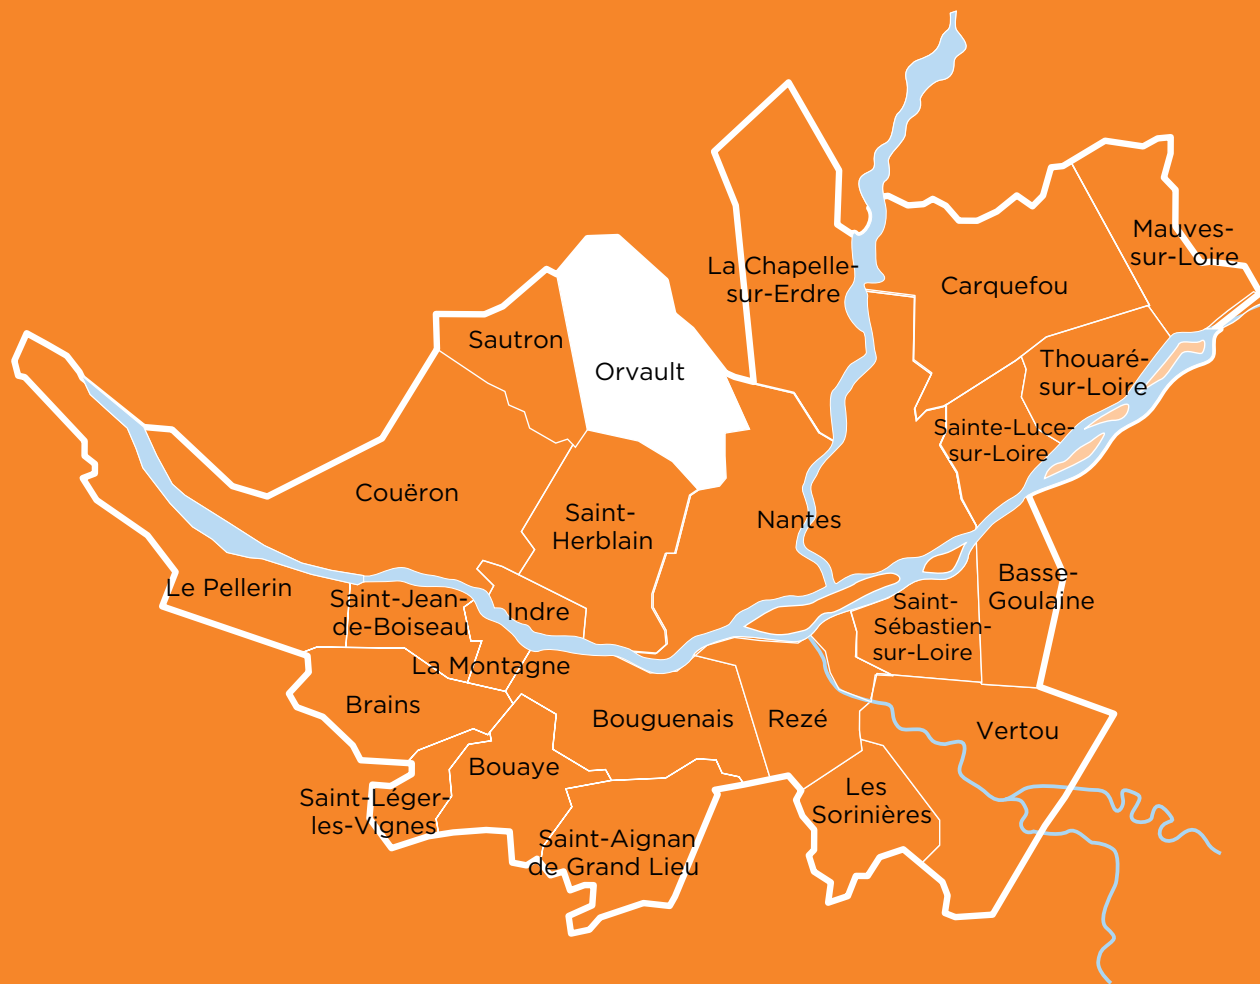 Mauves-
sur-Loire
La Chapelle-
sur-Erdre
Carquefou
Sautron
Orvault
Thouaré-
sur-Loire
Sainte-Luce-
sur-Loire
Couëron
Saint-
Herblain
Nantes
Le Pellerin
Saint-Jean-
de-Boiseau
Indre
Basse-
Goulaine
Saint-
Sébastien-
sur-Loire
La Montagne
Brains
Bouguenais
Rezé
Vertou
Bouaye
Saint-Léger-
les-Vignes
Les
Sorinières
Saint-Aignan
de Grand Lieu